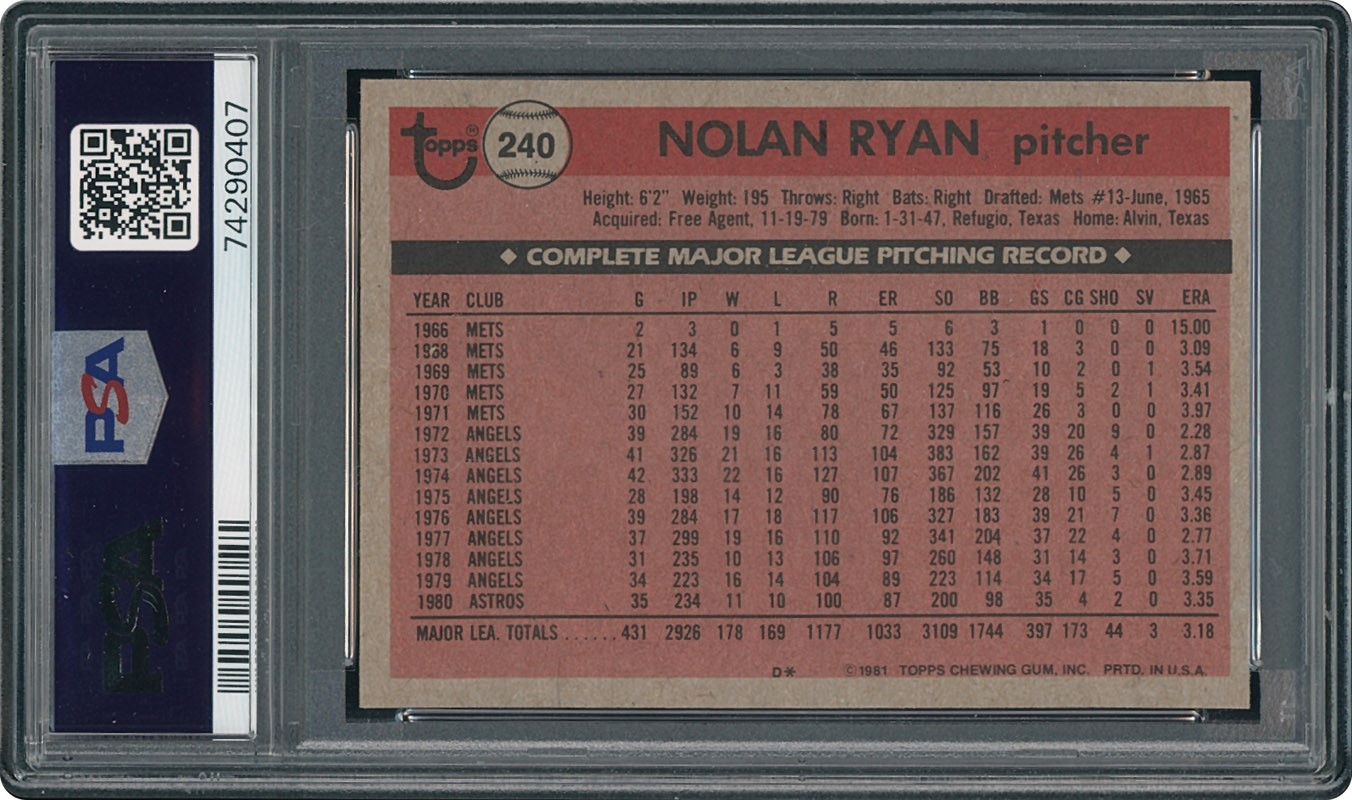 74290407
PSA
PSA
topps® 240 NOLAN RYAN pitcher
Height: 6'2" Weight: 195 Throws: Right Bats: Right Drafted: Mets #13-June, 1965
Acquired: Free Agent, 11-19-79 Born: 1-31-47, Refugio, Texas Home: Alvin, Texas
◆ COMPLETE MAJOR LEAGUE PITCHING RECORD ◆
YEAR CLUB G IP W L R ER SO BB GS CG SHO SV ERA
1966 METS 2 3 0 1 5 5 6 3 1 0 0 0 15.00
1968 METS 21 134 6 9 50 46 133 75 18 3 0 0 3.09
1969 METS 25 89 6 3 38 35 92 53 10 2 0 1 3.54
1970 METS 27 132 7 11 59 50 125 97 19 5 2 1 3.41
1971 METS 30 152 10 14 78 67 137 116 26 3 0 0 3.97
1972 ANGELS 39 284 19 16 80 72 329 157 39 20 9 0 2.28
1973 ANGELS 41 326 21 16 113 104 383 162 39 26 4 1 2.87
1974 ANGELS 42 333 22 16 127 107 367 202 41 26 3 0 2.89
1975 ANGELS 28 198 14 12 90 76 186 132 28 10 5 0 3.45
1976 ANGELS 39 284 17 18 117 106 327 183 39 21 7 0 3.36
1977 ANGELS 37 299 19 16 110 92 341 204 37 22 4 0 2.77
1978 ANGELS 31 235 10 13 106 97 260 148 31 14 3 0 3.71
1979 ANGELS 34 223 16 14 104 89 223 114 34 17 5 0 3.59
1980 ASTROS 35 234 11 10 100 87 200 98 35 4 2 0 3.35
MAJOR LEA. TOTALS ...... 431 2926 178 169 1177 1033 3109 1744 397 173 44 3 3.18
D* ©1981 TOPPS CHEWING GUM, INC. PRTD. IN U.S.A.